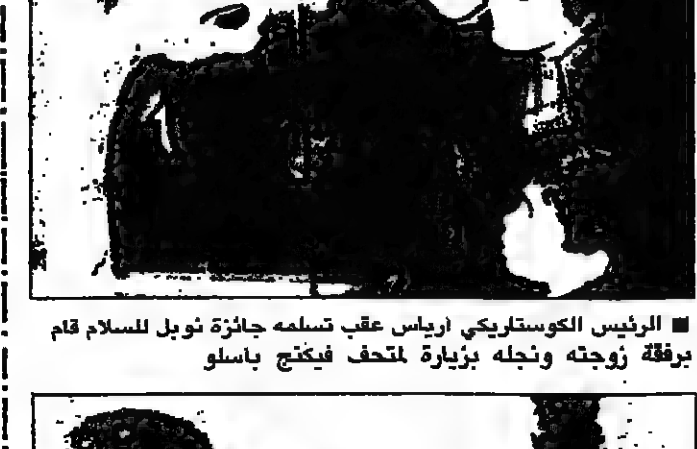 ■ الرئيس الكوستاريكي أرياس عقب تسلمه جائزة نوبل للسلام قام
برفقة زوجته ونجله بزيارة لمتحف فيكنج باسلو